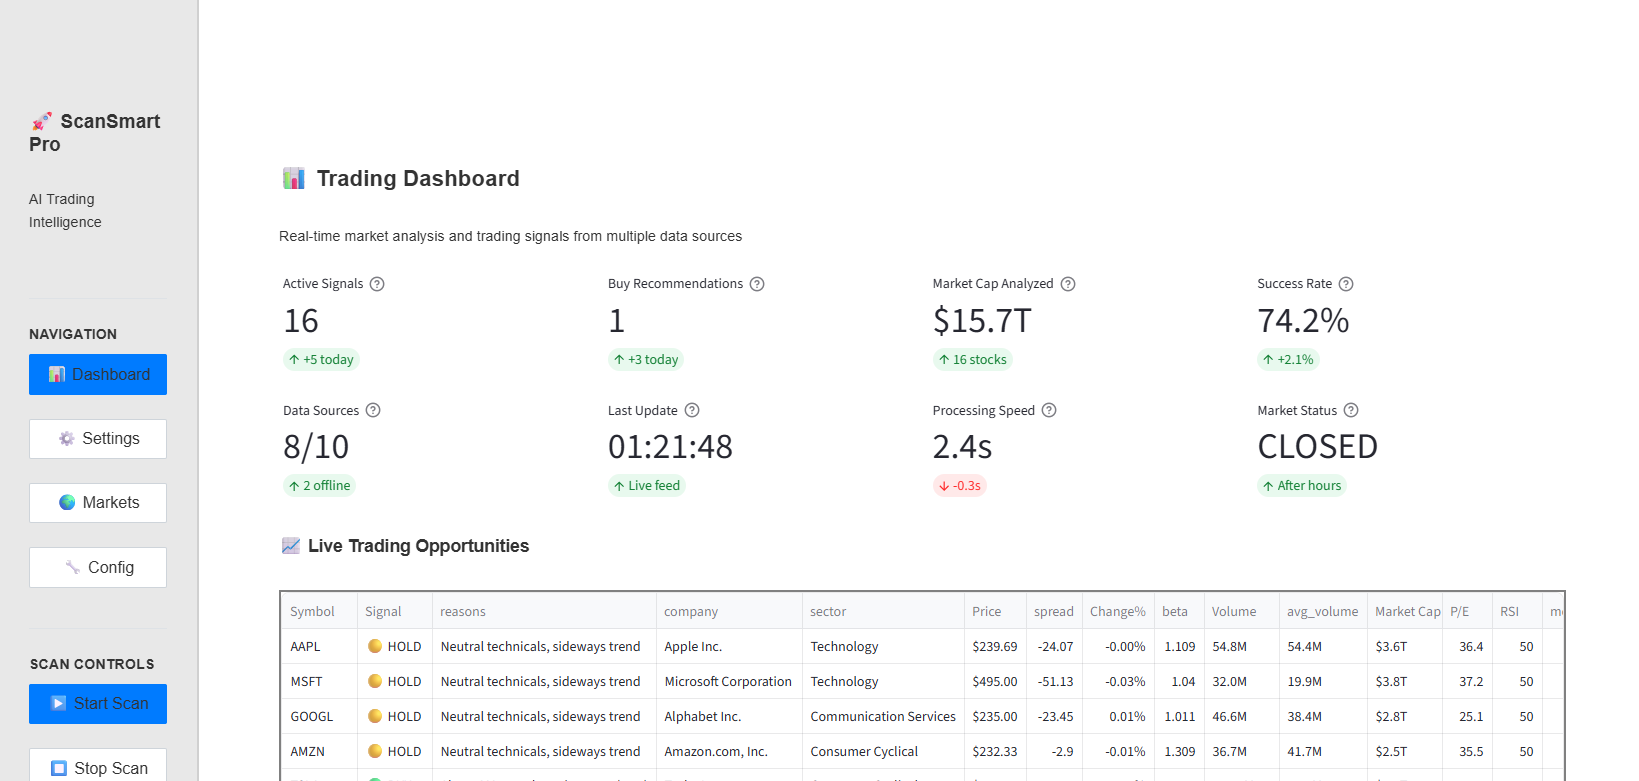 ScanSmart
Pro
AI Trading
Intelligence
NAVIGATION
Dashboard
Settings
Markets
Config
SCAN CONTROLS
Start Scan
Stop Scan
Trading Dashboard
Real-time market analysis and trading signals from multiple data sources
Active Signals
16
↑ +5 today
Buy Recommendations
1
↑ +3 today
Market Cap Analyzed
$15.7T
↑ 16 stocks
Success Rate
74.2%
↑ +2.1%
Data Sources
8/10
↑ 2 offline
Last Update
01:21:48
↑ Live feed
Processing Speed
2.4s
↓ -0.3s
Market Status
CLOSED
↑ After hours
Live Trading Opportunities
Symbol Signal reasons company sector Price spread Change% beta Volume avg_volume Market Cap P/E RSI
AAPL HOLD Neutral technicals, sideways trend Apple Inc. Technology $239.69 -24.07 -0.00% 1.109 54.8M 54.4M $3.6T 36.4 50
MSFT HOLD Neutral technicals, sideways trend Microsoft Corporation Technology $495.00 -51.13 -0.03% 1.04 32.0M 19.9M $3.8T 37.2 50
GOOGL HOLD Neutral technicals, sideways trend Alphabet Inc. Communication Services $235.00 -23.45 0.01% 1.011 46.6M 38.4M $2.8T 25.1 50
AMZN HOLD Neutral technicals, sideways trend Amazon.com, Inc. Consumer Cyclical $232.33 -2.9 -0.01% 1.309 36.7M 41.7M $2.5T 35.5 50